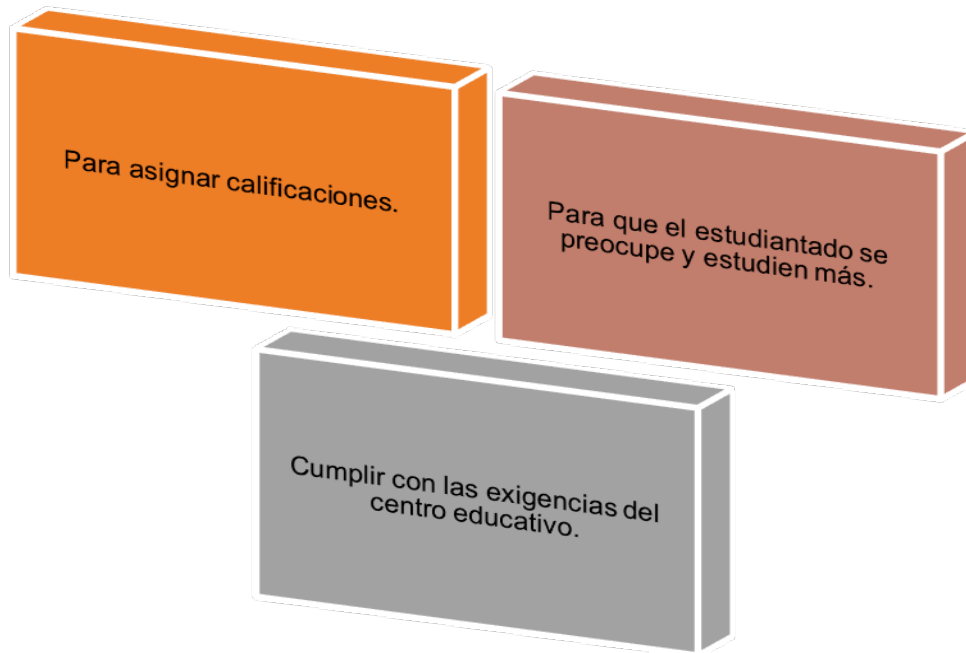 Para asignar calificaciones.
Para que el estudiantado se
preocupe y estudien más.
Cumplir con las exigencias del
centro educativo.